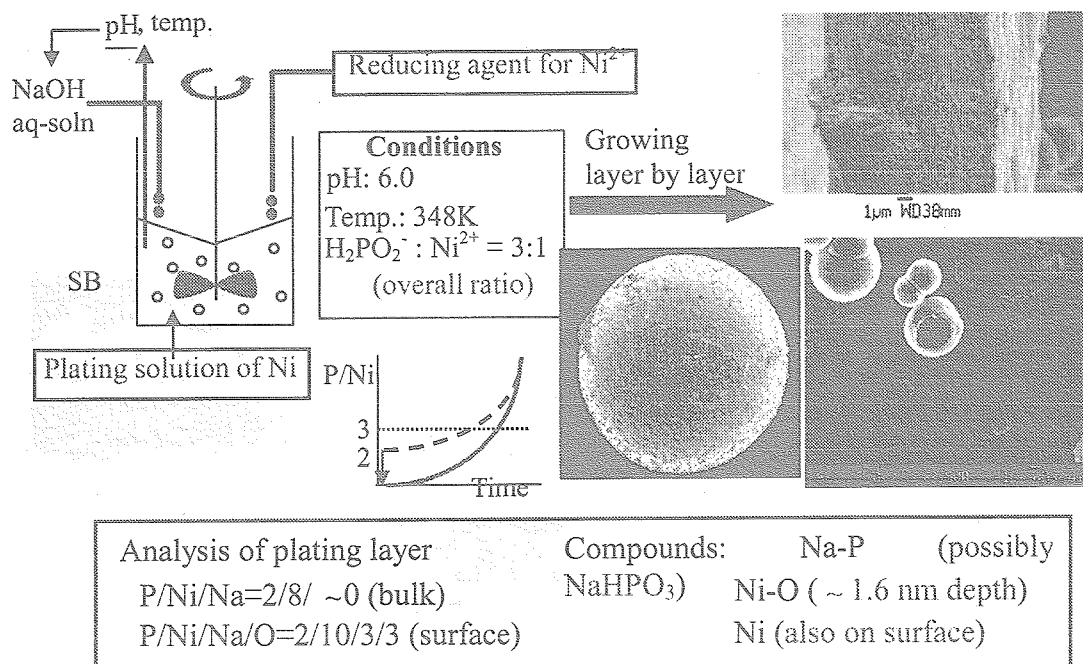 pH, temp.
NaOH
aq-soln
Reducing agent for Ni²⁺
SB
Plating solution of Ni
Conditions
pH: 6.0
Temp.: 348K
H₂PO₂⁻ : Ni²⁺ = 3:1
(overall ratio)
Growing
layer by layer
1μm WD38mm
P/Ni
3
2
Time
Analysis of plating layer
P/Ni/Na=2/8/ ~0 (bulk)
P/Ni/Na/O=2/10/3/3 (surface)
Compounds: Na-P (possibly
NaHPO₃) Ni-O ( ~ 1.6 nm depth)
Ni (also on surface)